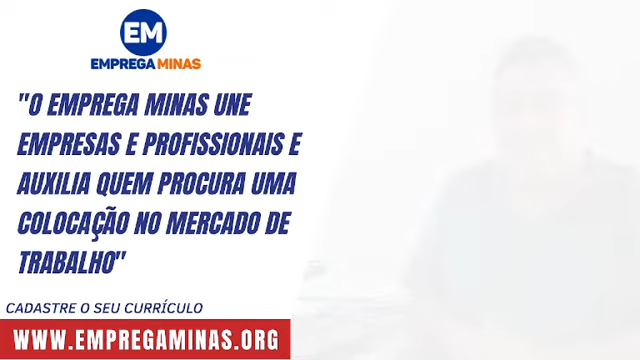 EM
EMPREGA MINAS
"O EMPREGA MINAS UNE
EMPRESAS E PROFISSIONAIS E
AUXILIA QUEM PROCURA UMA
COLOCAÇÃO NO MERCADO DE
TRABALHO"
CADASTRE O SEU CURRÍCULO
WWW.EMPREGAMINAS.ORG